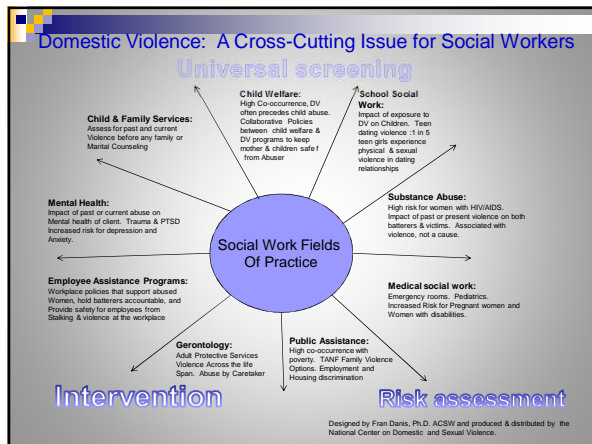 Domestic Violence: A Cross-Cutting Issue for Social Workers
Universal screening
Child Welfare:
High Co-occurrence, DV
often precedes child abuse.
Collaborative Policies
between child welfare &
DV programs to keep
mother & children safe f
from Abuser
School Social
Work:
Impact of exposure to
DV on Children. Teen
dating violence :1 in 5
teen girls experience
physical & sexual
violence in dating
relationships
Child & Family Services:
Assess for past and current
Violence before any family or
Marital Counseling
Substance Abuse:
High risk for women with HIV/AIDS.
Impact of past or present violence on both
batterers & victims. Associated with
violence, not a cause.
Mental Health:
Impact of past or current abuse on
Mental health of client. Trauma & PTSD
Increased risk for depression and
Anxiety.
Social Work Fields
Of Practice
Employee Assistance Programs:
Workplace policies that support abused
Women, hold batterers accountable, and
Provide safety for employees from
Stalking & violence at the workplace
Medical social work:
Emergency rooms. Pediatrics.
Increased Risk for Pregnant women and
Women with disabilities.
Gerontology:
Adult Protective Services
Violence Across the life
Span. Abuse by Caretaker
Public Assistance:
High co-occurrence with
poverty. TANF Family Violence
Options. Employment and
Housing discrimination
Intervention
Risk assessment
Designed by Fran Danis, Ph.D. ACSW and produced & distributed by the
National Center on Domestic and Sexual Violence.